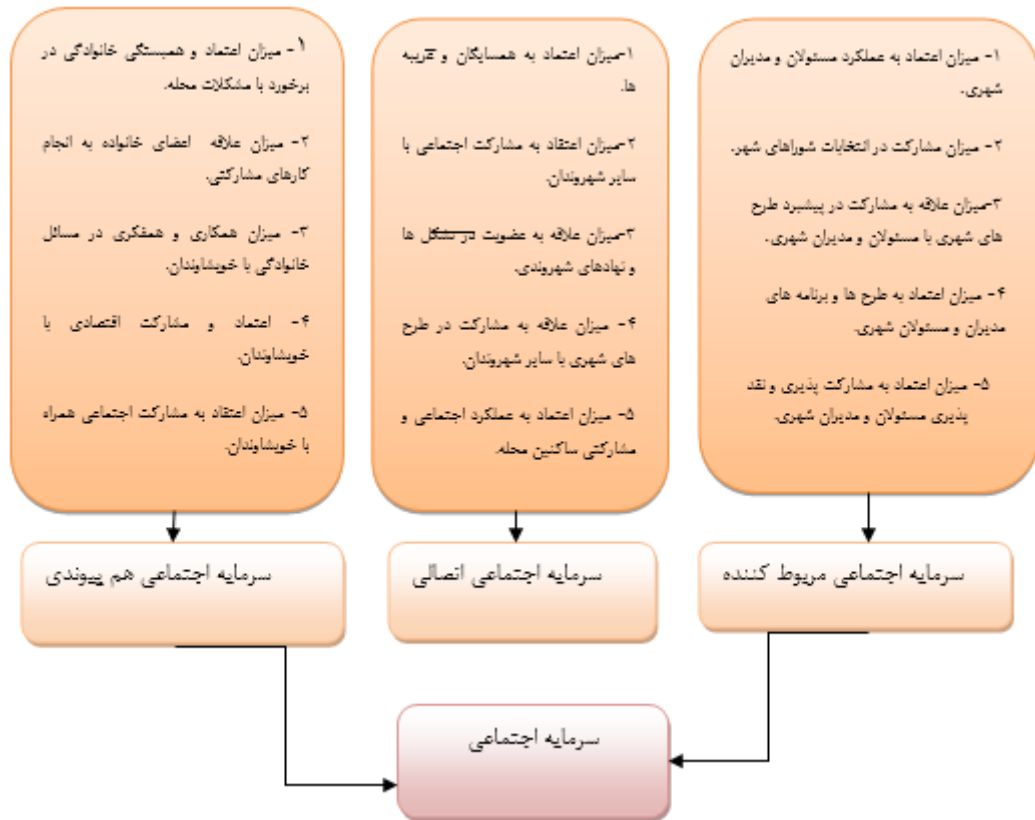 ۱- میزان اعتماد به عملکرد مسئولان و مدیران
شهری.
۲- میزان مشارکت در انتخابات شوراهای شهر.
۳-میزان علاقه به مشارکت در پیشبرد طرح
های شهری با مسئولان و مدیران شهری.
۴- میزان اعتماد به طرح ها و برنامه های
مدیران و مسئولان شهری.
۵- میزان اعتماد به مشارکت پذیری و نقد
پذیری مسئولان و مدیران شهری.
سرمایه اجتماعی مربوط کننده
۱-میزان اعتماد به همسایگان و غریبه
ها.
۲-میزان اعتقاد به مشارکت اجتماعی با
سایر شهروندان.
۳-میزان علاقه به عضویت در تشکل ها
و نهادهای شهروندی.
۴- میزان علاقه به مشارکت در طرح
های شهری با سایر شهروندان.
۵- میزان اعتماد به عملکرد اجتماعی و
مشارکتی ساکنین محله.
سرمایه اجتماعی اتصالی
۱- میزان اعتماد و همبستگی خانوادگی در
برخورد با مشکلات محله.
۲- میزان علاقه اعضای خانواده به انجام
کارهای مشارکتی.
۳- میزان همکاری و همفکری در مسائل
خانوادگی با خویشاوندان.
۴- اعتماد و مشارکت اقتصادی با
خویشاوندان.
۵- میزان اعتقاد به مشارکت اجتماعی همراه
با خویشاوندان.
سرمایه اجتماعی هم پیوندی
سرمایه اجتماعی